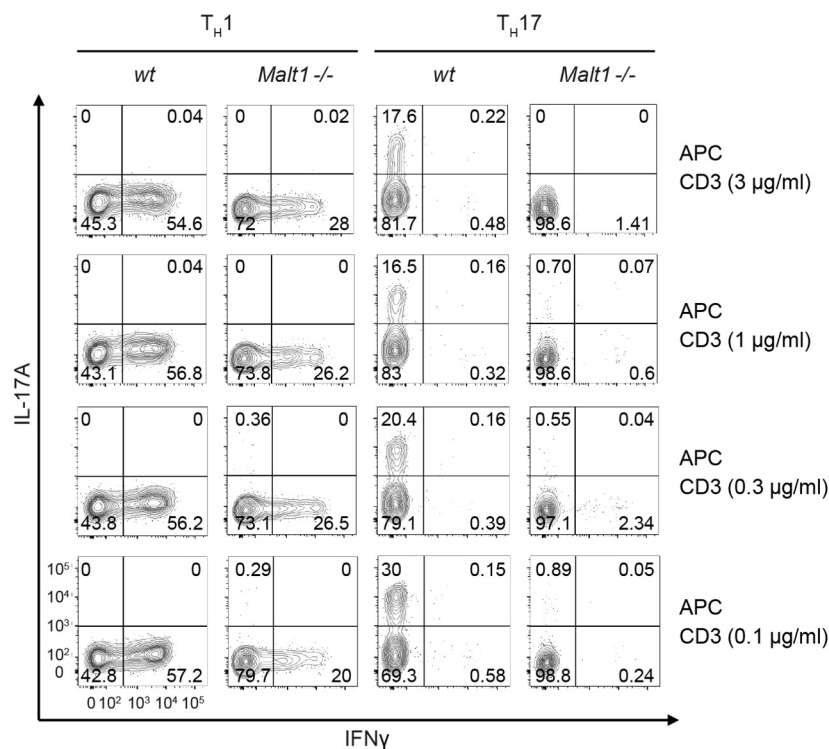 TH1 TH17
wt Malt1 -/- wt Malt1 -/-
0 0.04 0 0.02 17.6 0.22 0 0
APC
CD3 (3 µg/ml)
45.3 54.6 72 28 81.7 0.48 98.6 1.41
0 0.04 0 0 16.5 0.16 0.70 0.07
APC
CD3 (1 µg/ml)
43.1 56.8 73.8 26.2 83 0.32 98.6 0.6
IL-17A
0 0 0.36 0 20.4 0.16 0.55 0.04
APC
CD3 (0.3 µg/ml)
43.8 56.2 73.1 26.5 79.1 0.39 97.1 2.34
10⁵ 0 0 0.29 0 30 0.15 0.89 0.05
10⁴
APC
10³
CD3 (0.1 µg/ml)
10²
0
42.8 57.2 79.7 20 69.3 0.58 98.8 0.24
0 10² 10³ 10⁴ 10⁵
IFNγ